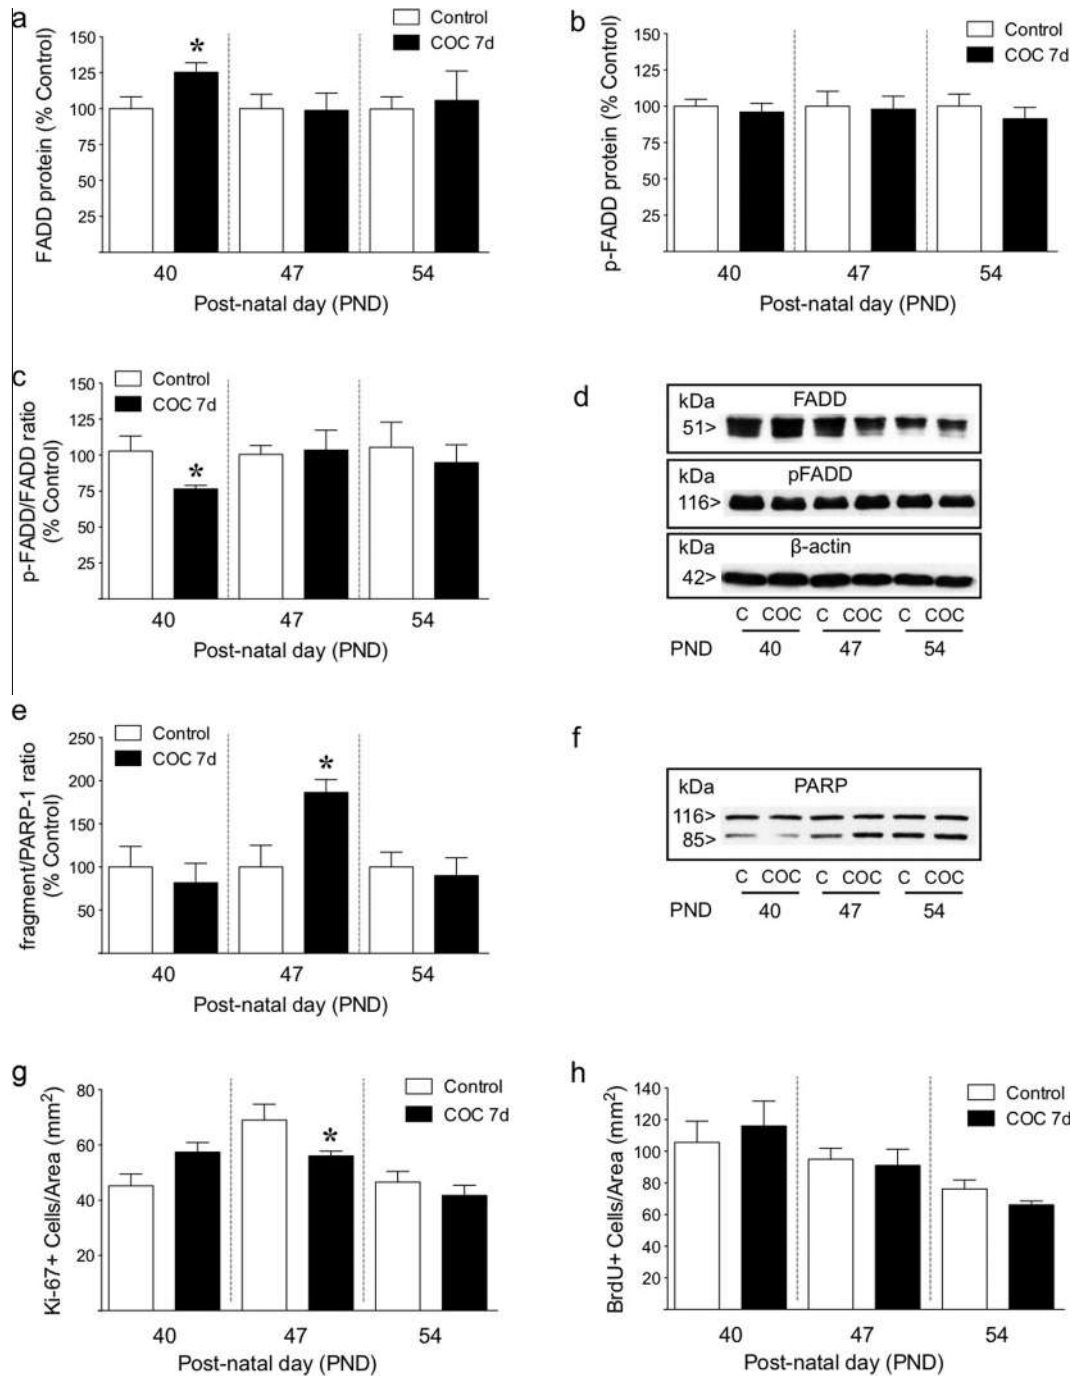 a
Control
COC 7d
FADD protein (% Control)
150
125
100
75
50
25
*
40 47 54
Post-natal day (PND)
b
Control
COC 7d
p-FADD protein (% Control)
150
125
100
75
50
25
40 47 54
Post-natal day (PND)
c
Control
COC 7d
p-FADD/FADD ratio
(% Control)
150
125
100
75
50
25
*
40 47 54
Post-natal day (PND)
d
kDa FADD
51>
kDa pFADD
116>
kDa β-actin
42>
C COC C COC C COC
PND 40 47 54
e
Control
COC 7d
fragment/PARP-1 ratio
(% Control)
250
200
150
100
50
*
40 47 54
Post-natal day (PND)
f
kDa PARP
116>
85>
C COC C COC C COC
PND 40 47 54
g
Control
COC 7d
Ki-67+ Cells/Area (mm²)
80
60
40
20
*
40 47 54
Post-natal day (PND)
h
Control
COC 7d
BrdU+ Cells/Area (mm²)
140
120
100
80
60
40
20
40 47 54
Post-natal day (PND)